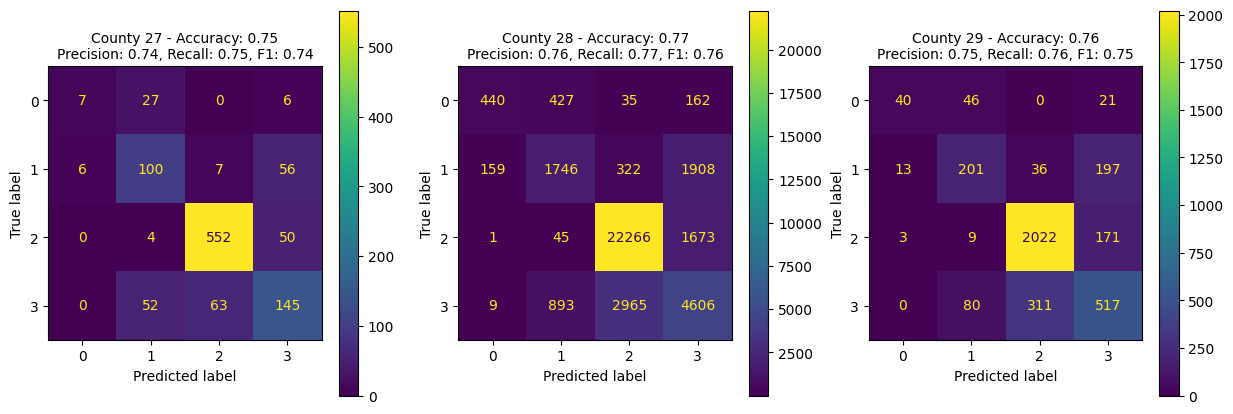 County 27 - Accuracy: 0.75
Precision: 0.74, Recall: 0.75, F1: 0.74
True label
0 7 27 0 6
1 6 100 7 56
2 0 4 552 50
3 0 52 63 145
0 1 2 3
Predicted label
500
400
300
200
100
0
County 28 - Accuracy: 0.77
Precision: 0.76, Recall: 0.77, F1: 0.76
True label
0 440 427 35 162
1 159 1746 322 1908
2 1 45 22266 1673
3 9 893 2965 4606
0 1 2 3
Predicted label
20000
17500
15000
12500
10000
7500
5000
2500
County 29 - Accuracy: 0.76
Precision: 0.75, Recall: 0.76, F1: 0.75
True label
0 40 46 0 21
1 13 201 36 197
2 3 9 2022 171
3 0 80 311 517
0 1 2 3
Predicted label
2000
1750
1500
1250
1000
750
500
250
0